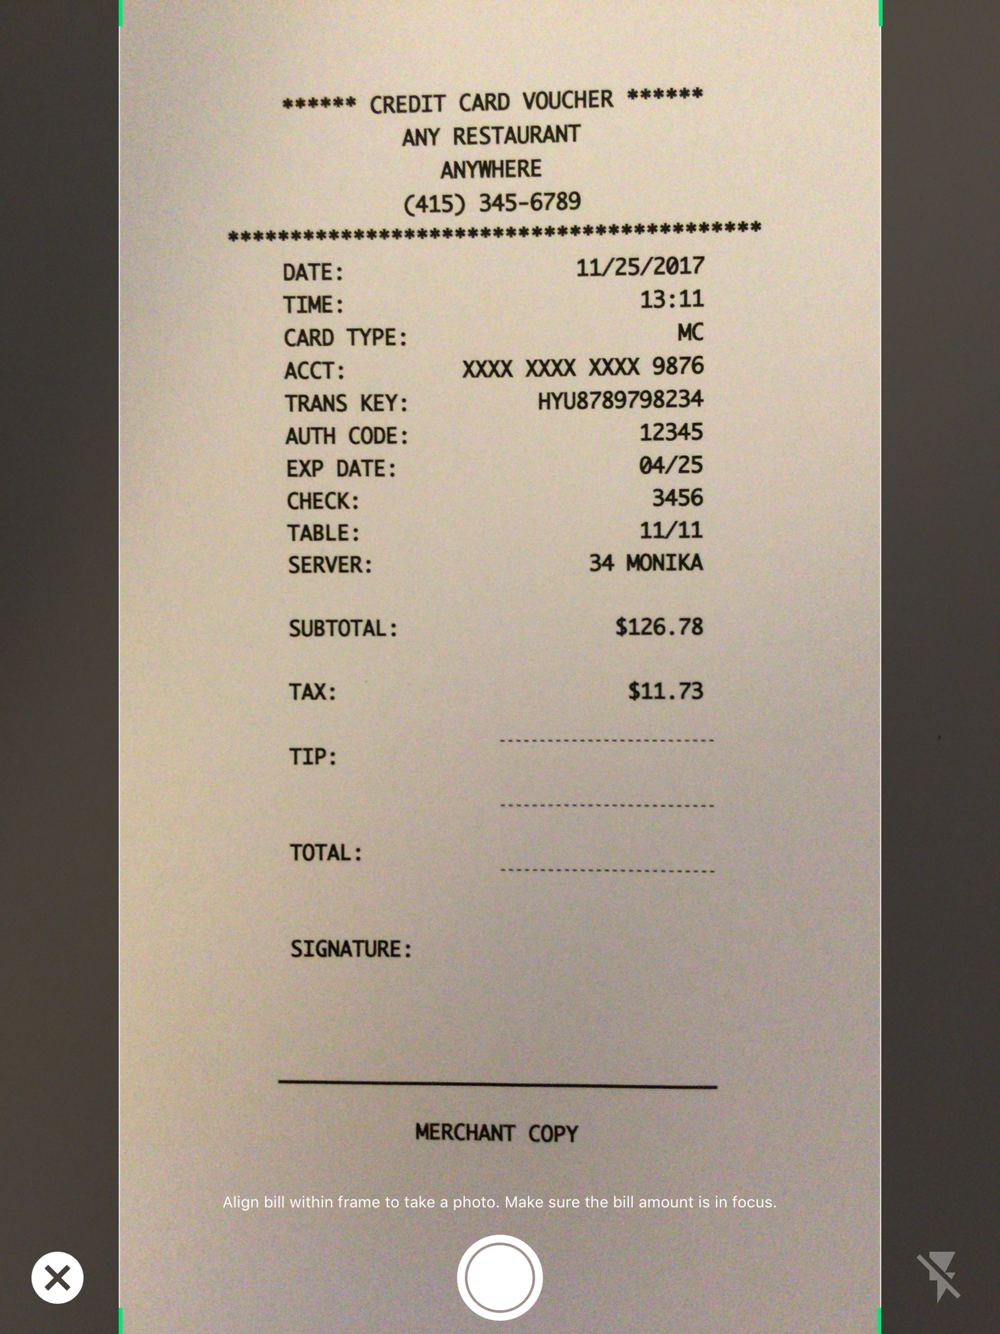 ****** CREDIT CARD VOUCHER ******
ANY RESTAURANT
ANYWHERE
(415) 345-6789
*******************************************
DATE: 11/25/2017
TIME: 13:11
CARD TYPE: MC
ACCT: XXXX XXXX XXXX 9876
TRANS KEY: HYU8789798234
AUTH CODE: 12345
EXP DATE: 04/25
CHECK: 3456
TABLE: 11/11
SERVER: 34 MONIKA
SUBTOTAL: $126.78
TAX: $11.73
TIP:
TOTAL:
SIGNATURE:
MERCHANT COPY
Align bill within frame to take a photo. Make sure the bill amount is in focus.